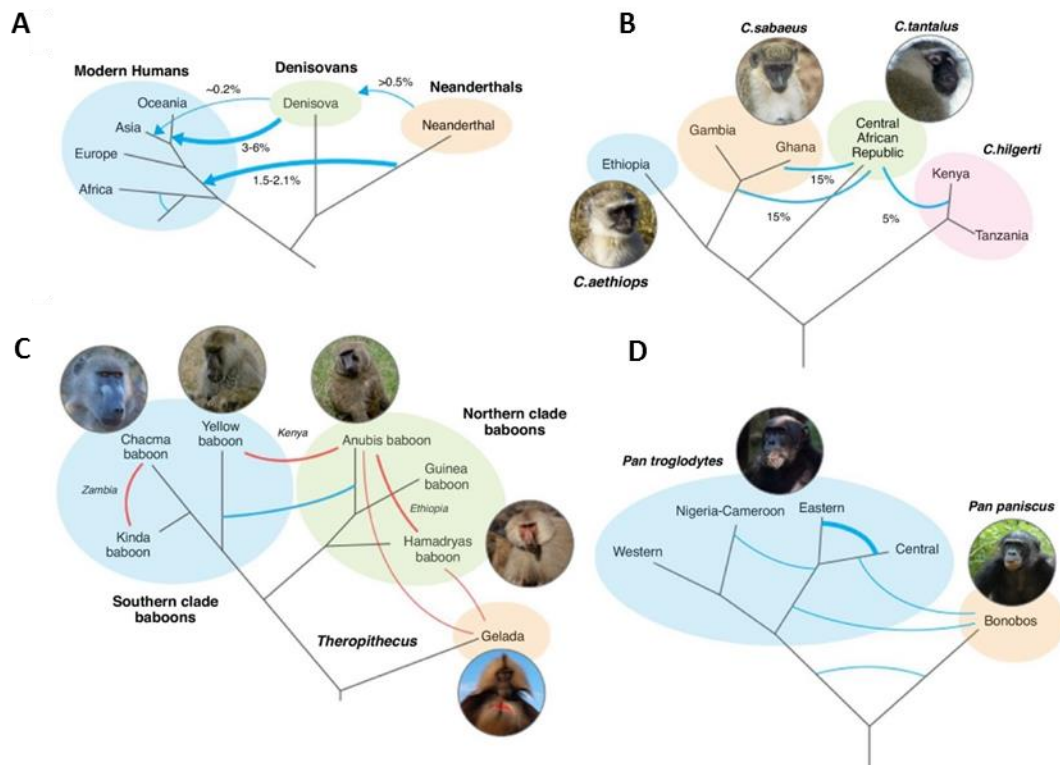 A
Modern Humans
Denisovans
Neanderthals
Oceania
Asia
Europe
Africa
~0.2%
>0.5%
Denisova
Neanderthal
3-6%
1.5-2.1%
B
C.sabaeus
C.tantalus
Gambia
Ghana
Central
African
Republic
C.hilgerti
Ethiopia
Kenya
Tanzania
15%
15%
5%
C.aethiops
C
Chacma
baboon
Yellow
baboon
Kenya
Anubis baboon
Northern clade
baboons
Guinea
baboon
Zambia
Ethiopia
Kinda
baboon
Hamadryas
baboon
Southern clade
baboons
Theropithecus
Gelada
D
Pan troglodytes
Nigeria-Cameroon
Eastern
Pan paniscus
Western
Central
Bonobos